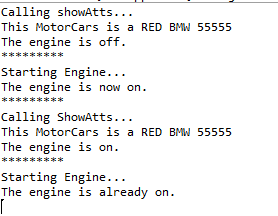 Calling showAtts...
This MotorCars is a RED BMW 55555
The engine is off.
*********
Starting Engine...
The engine is now on.
*********
Calling ShowAtts...
This MotorCars is a RED BMW 55555
The engine is on.
*********
Starting Engine...
The engine is already on.